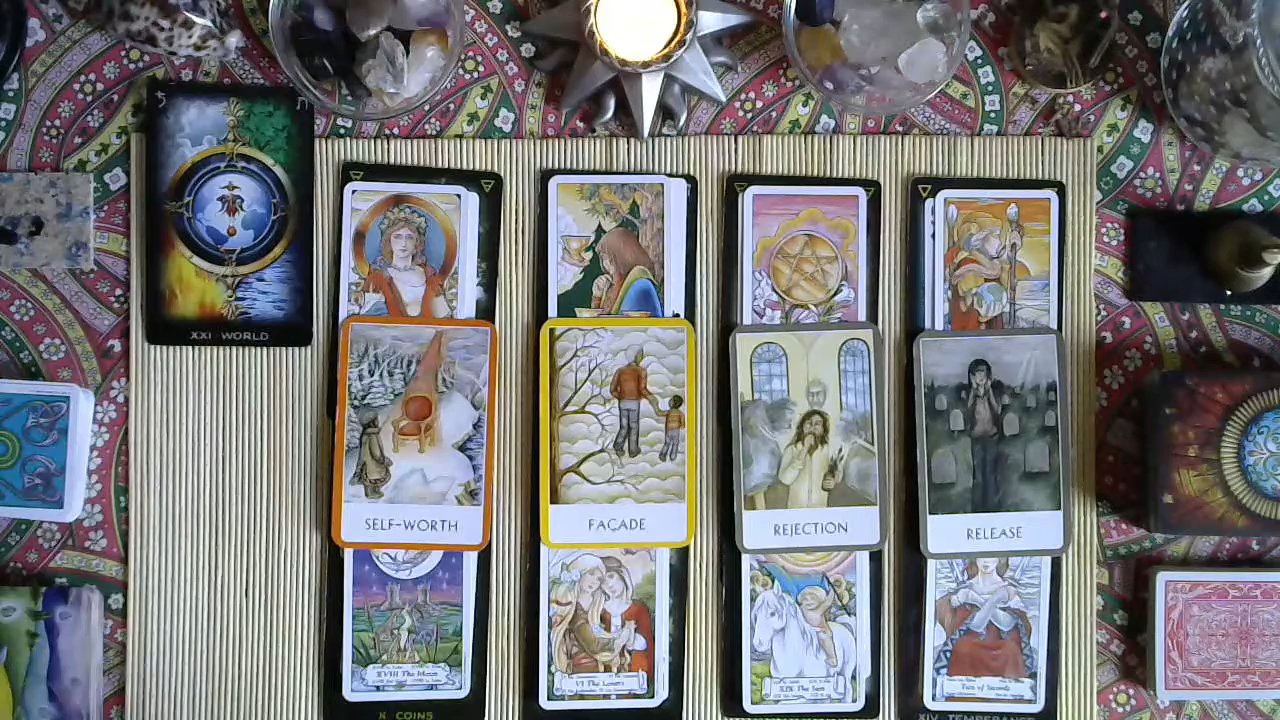 XXI WORLD
SELF-WORTH
FAÇADE
REJECTION
RELEASE
XVIII The Moon
VI The Lovers
XIX The Sun
Two of Swords
X COINS
XIV TEMPERANCE